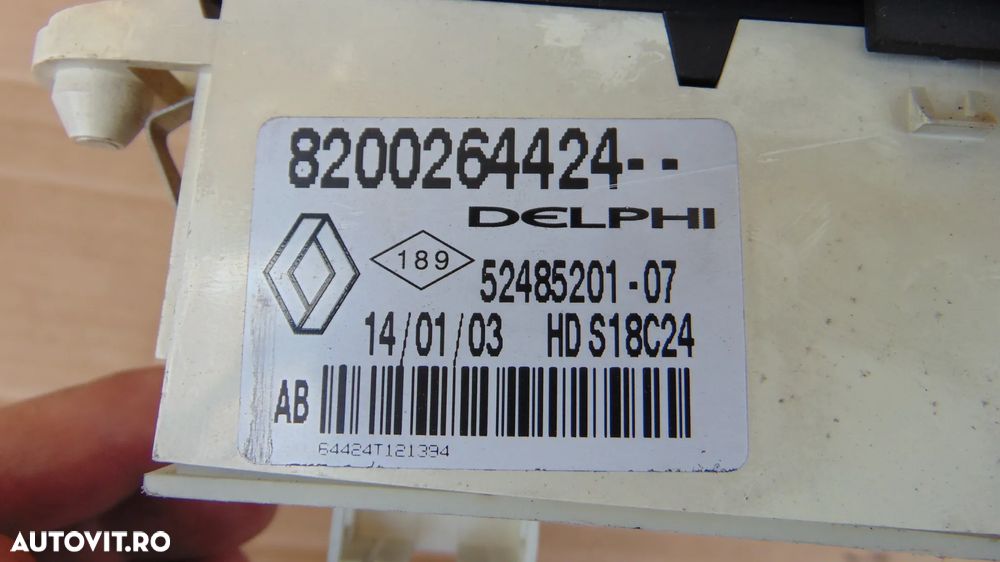 8200264424--
DELPHI
189
52485201-07
14/01/03 HD S18C24
AB
64424T121394
AUTOVIT.RO